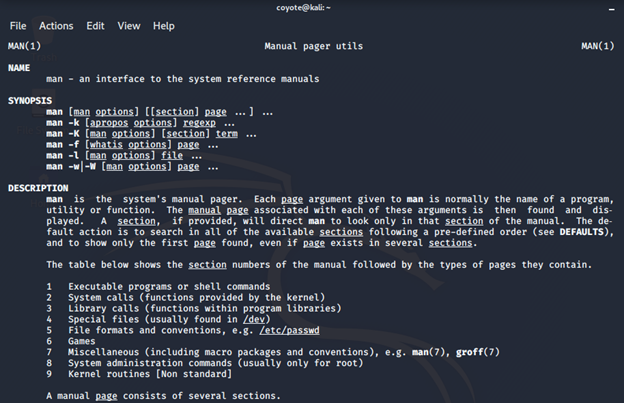 coyote@kali: ~
File Actions Edit View Help
MAN(1) Manual pager utils MAN(1)
NAME
man - an interface to the system reference manuals
SYNOPSIS
man [man options] [[section] page ...] ...
man -k [apropos options] regexp ...
man -K [man options] [section] term ...
man -f [whatis options] page ...
man -l [man options] file ...
man -w|-W [man options] page ...
DESCRIPTION
man is the system's manual pager. Each page argument given to man is normally the name of a program,
utility or function. The manual page associated with each of these arguments is then found and dis-
played. A section, if provided, will direct man to look only in that section of the manual. The de-
fault action is to search in all of the available sections following a pre-defined order (see DEFAULTS),
and to show only the first page found, even if page exists in several sections.
The table below shows the section numbers of the manual followed by the types of pages they contain.
1 Executable programs or shell commands
2 System calls (functions provided by the kernel)
3 Library calls (functions within program libraries)
4 Special files (usually found in /dev)
5 File formats and conventions, e.g. /etc/passwd
6 Games
7 Miscellaneous (including macro packages and conventions), e.g. man(7), groff(7)
8 System administration commands (usually only for root)
9 Kernel routines [Non standard]
A manual page consists of several sections.